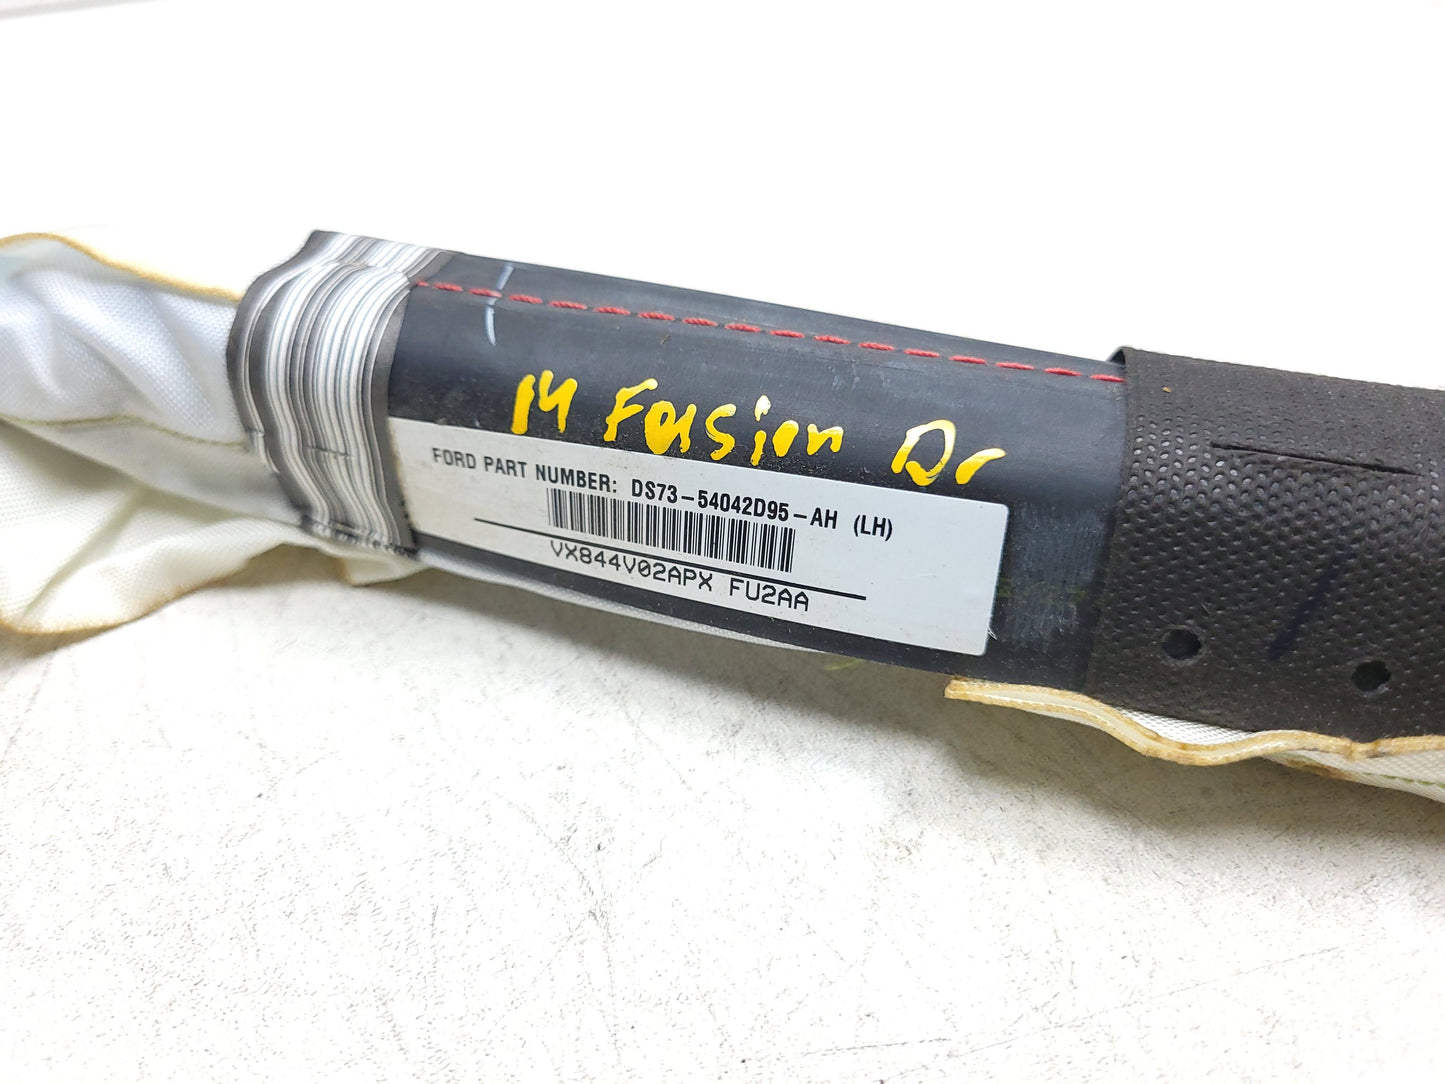 14 Fusion Dr
FORD PART NUMBER: DS73-54042D95-AH (LH)
VX844V02APX FU2AA